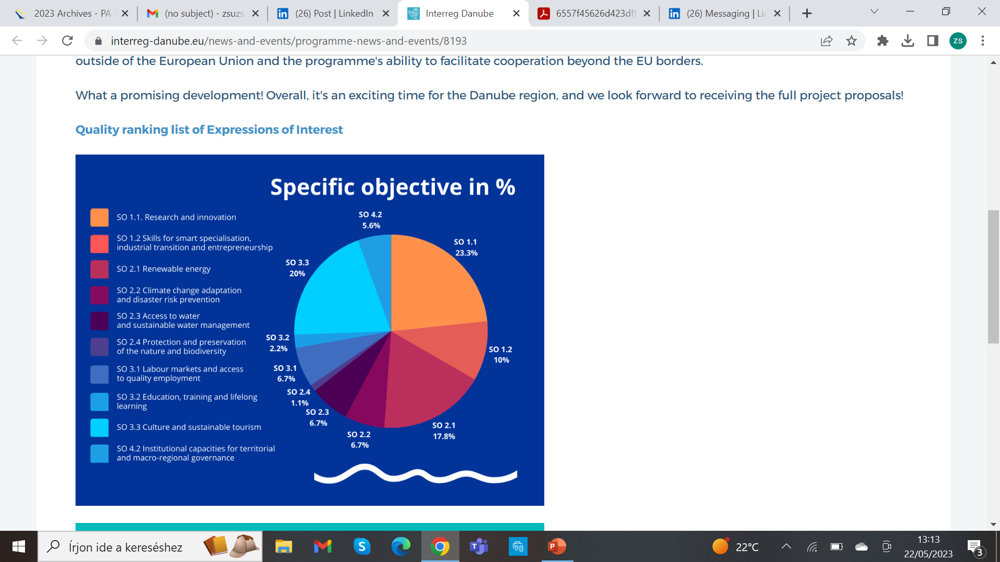 2023 Archives - PA
(no subject) - zsuzs
(26) Post | LinkedIn
Interreg Danube
6557f45626d423dff
(26) Messaging | Lin
interreg-danube.eu/news-and-events/programme-news-and-events/8193
ZS
outside of the European Union and the programme's ability to facilitate cooperation beyond the EU borders.
What a promising development! Overall, it's an exciting time for the Danube region, and we look forward to receiving the full project proposals!
Quality ranking list of Expressions of Interest
Specific objective in %
SO 1.1. Research and innovation
SO 1.2 Skills for smart specialisation,
industrial transition and entrepreneurship
SO 2.1 Renewable energy
SO 2.2 Climate change adaptation
and disaster risk prevention
SO 2.3 Access to water
and sustainable water management
SO 2.4 Protection and preservation
of the nature and biodiversity
SO 3.1 Labour markets and access
to quality employment
SO 3.2 Education, training and lifelong
learning
SO 3.3 Culture and sustainable tourism
SO 4.2 Institutional capacities for territorial
and macro-regional governance
SO 4.2
5.6%
SO 1.1
23.3%
SO 3.3
20%
SO 3.2
2.2%
SO 1.2
10%
SO 3.1
6.7%
SO 2.4
1.1%
SO 2.3
6.7%
SO 2.2
6.7%
SO 2.1
17.8%
Írjon ide a kereséshez
22°C
13:13
22/05/2023
3